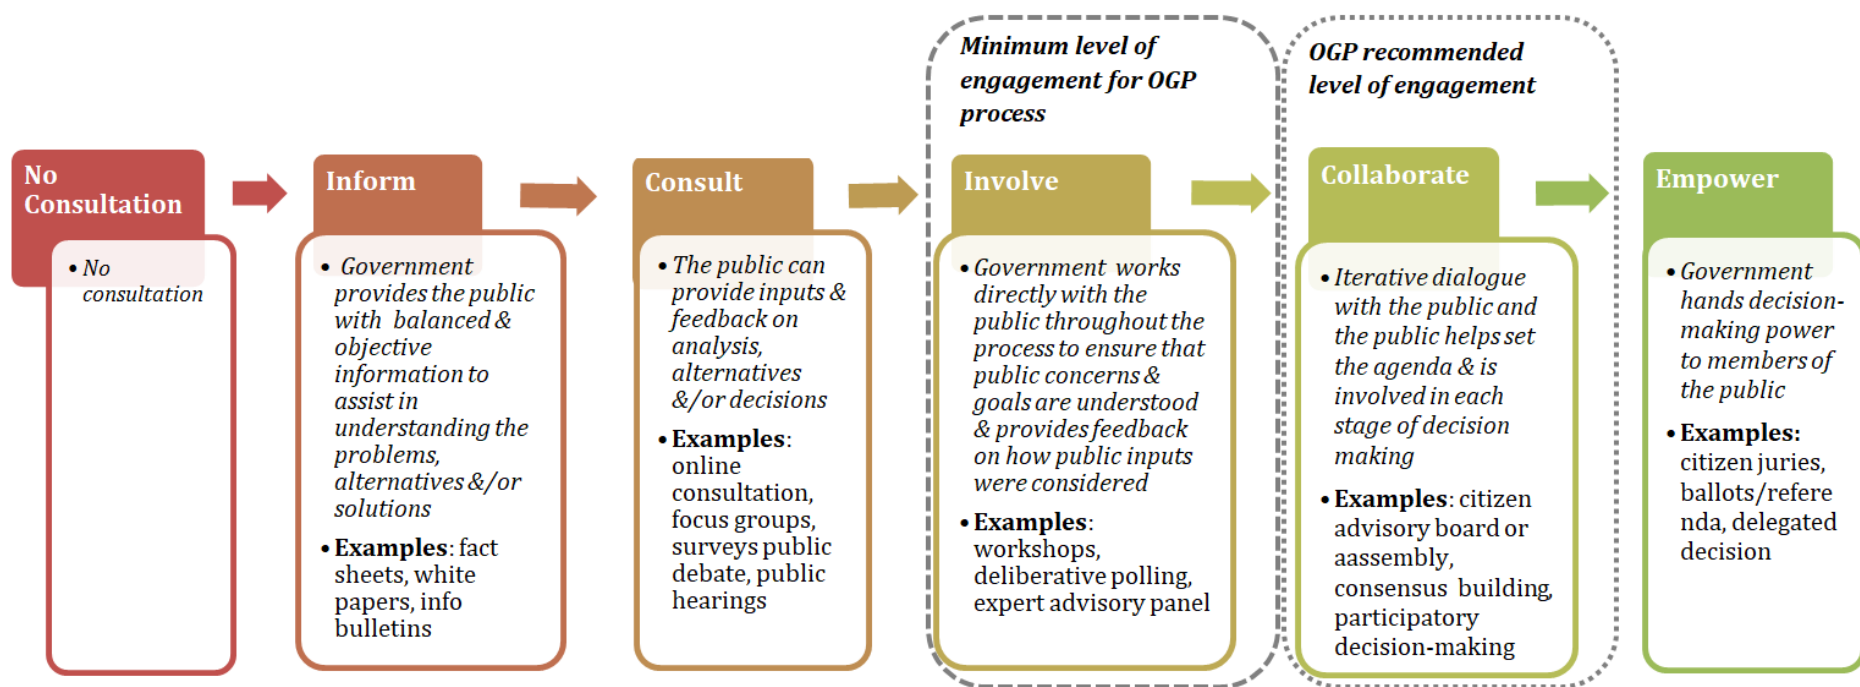 Minimum level of
engagement for OGP
process
OGP recommended
level of engagement
No
Consultation
• No
consultation
Inform
• Government
provides the public
with balanced &
objective
information to
assist in
understanding the
problems,
alternatives &/or
solutions
• Examples: fact
sheets, white
papers, info
bulletins
Consult
• The public can
provide inputs &
feedback on
analysis,
alternatives
&/or decisions
• Examples:
online
consultation,
focus groups,
surveys public
debate, public
hearings
Involve
• Government works
directly with the
public throughout the
process to ensure that
public concerns &
goals are understood
& provides feedback
on how public inputs
were considered
• Examples:
workshops,
deliberative polling,
expert advisory panel
Collaborate
• Iterative dialogue
with the public and
the public helps set
the agenda & is
involved in each
stage of decision
making
• Examples: citizen
advisory board or
aassembly,
consensus building,
participatory
decision-making
Empower
• Government
hands decision-
making power
to members of
the public
• Examples:
citizen juries,
ballots/refere
nda, delegated
decision